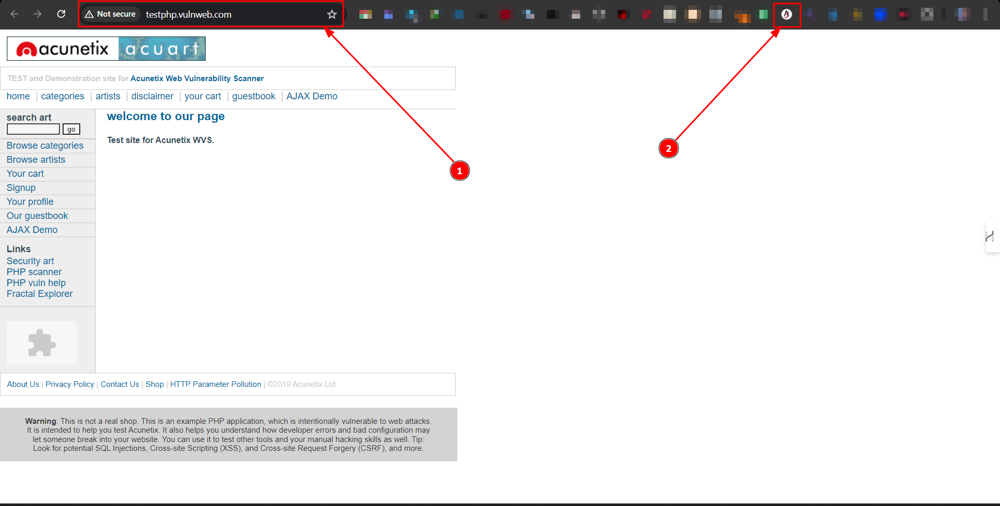 Not secure testphp.vulnweb.com
acunetix acuart
TEST and Demonstration site for Acunetix Web Vulnerability Scanner
home | categories | artists | disclaimer | your cart | guestbook | AJAX Demo
search art
go
Browse categories
Browse artists
Your cart
Signup
Your profile
Our guestbook
AJAX Demo
Links
Security art
PHP scanner
PHP vuln help
Fractal Explorer
welcome to our page
Test site for Acunetix WVS.
1
2
About Us | Privacy Policy | Contact Us | Shop | HTTP Parameter Pollution | ©2019 Acunetix Ltd
Warning: This is not a real shop. This is an example PHP application, which is intentionally vulnerable to web attacks.
It is intended to help you test Acunetix. It also helps you understand how developer errors and bad configuration may
let someone break into your website. You can use it to test other tools and your manual hacking skills as well. Tip:
Look for potential SQL Injections, Cross-site Scripting (XSS), and Cross-site Request Forgery (CSRF), and more.